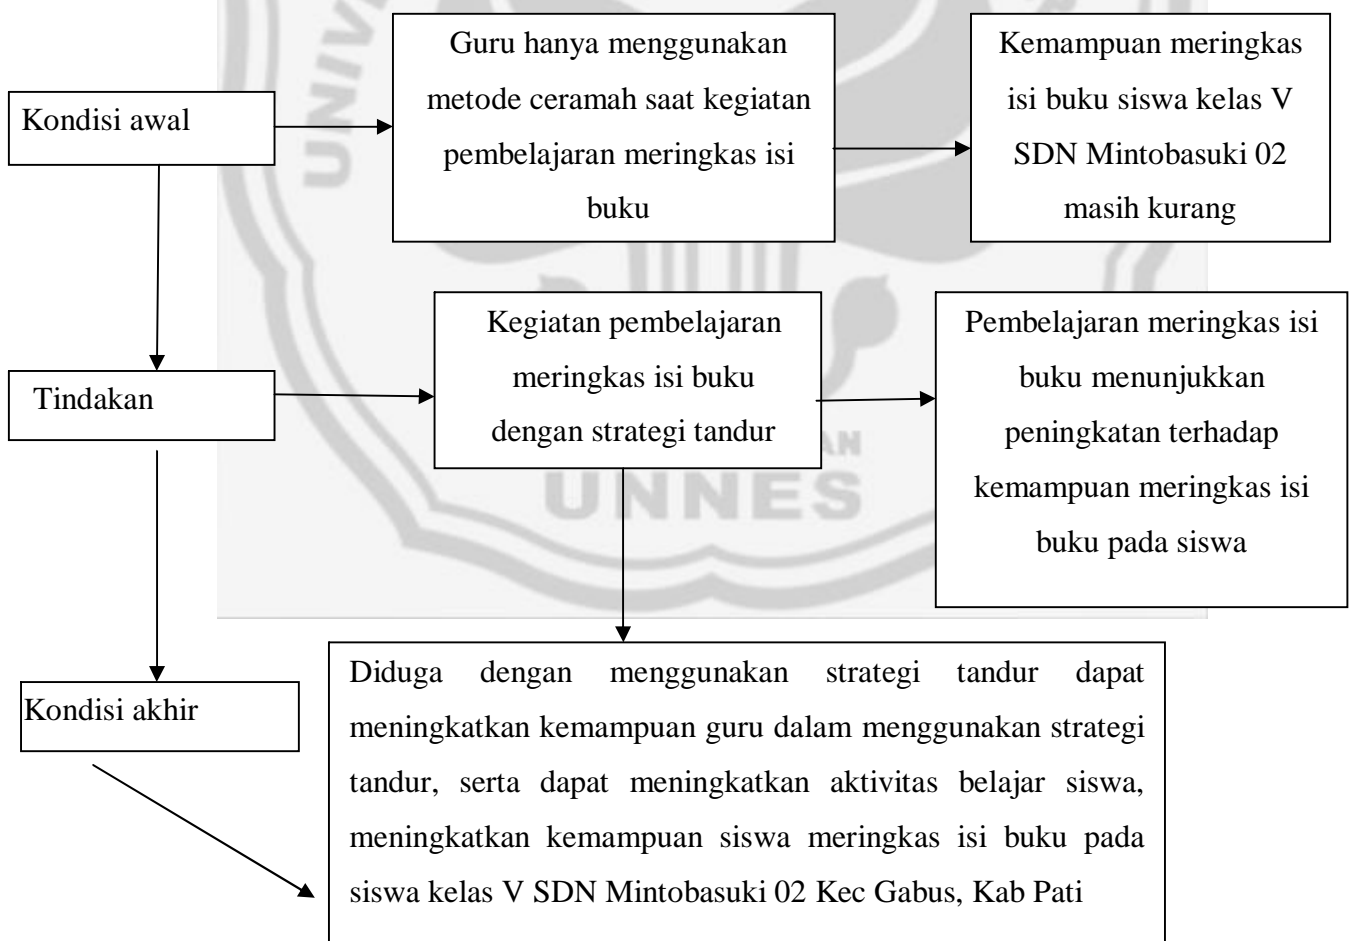 Kondisi awal
Guru hanya menggunakan
metode ceramah saat kegiatan
pembelajaran meringkas isi
buku
Kemampuan meringkas
isi buku siswa kelas V
SDN Mintobasuki 02
masih kurang
Tindakan
Kegiatan pembelajaran
meringkas isi buku
dengan strategi tandur
Pembelajaran meringkas isi
buku menunjukkan
peningkatan terhadap
kemampuan meringkas isi
buku pada siswa
Kondisi akhir
Diduga dengan menggunakan strategi tandur dapat
meningkatkan kemampuan guru dalam menggunakan strategi
tandur, serta dapat meningkatkan aktivitas belajar siswa,
meningkatkan kemampuan siswa meringkas isi buku pada
siswa kelas V SDN Mintobasuki 02 Kec Gabus, Kab Pati
UNNES